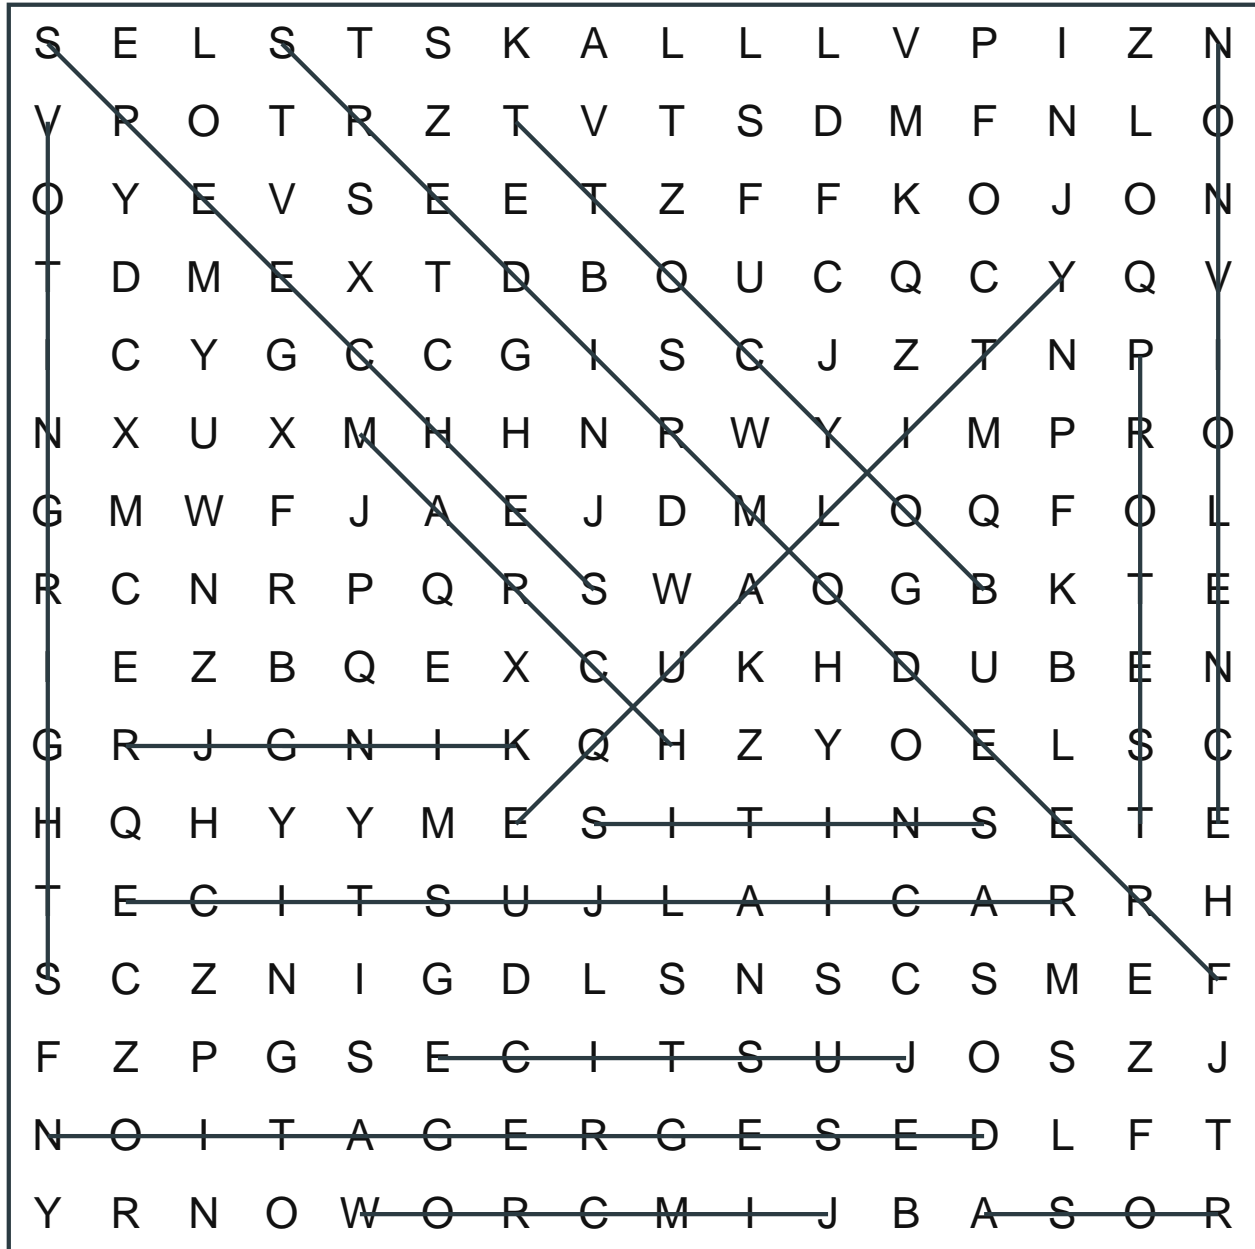 S E L S T S K A L L L V P I Z N
V P O T R Z T V T S D M F N L O
O Y E V S E E T Z F F K O J O N
T D M E X T D B O U C Q C Y Q V
I C Y G C C G I S C J Z T N P I
N X U X M H H N R W Y I M P R O
G M W F J A E J D M L O Q F O L
R C N R P Q R S W A O G B K T E
I E Z B Q E X C U K H D U B E N
G R J G N I K Q H Z Y O E L S C
H Q H Y Y M E S I T I N S E T E
T E C I T S U J L A I C A R R H
S C Z N I G D L S N S C S M E F
F Z P G S E C I T S U J O S Z J
N O I T A G E R G E S E D L F T
Y R N O W O R C M I J B A S O R